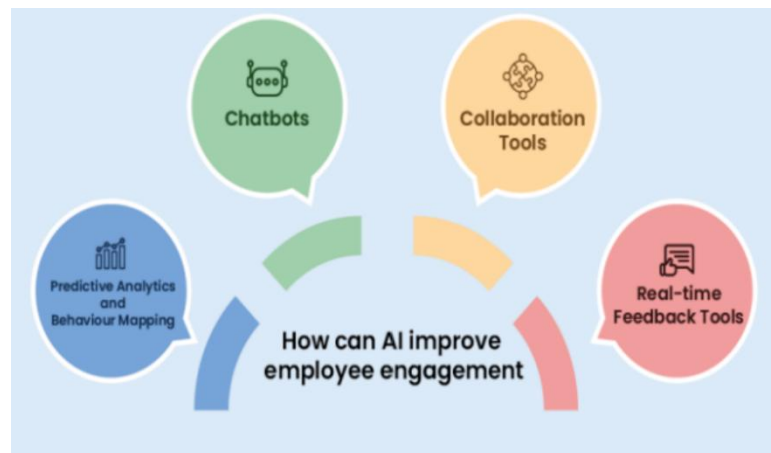 Chatbots
Collaboration
Tools
Predictive Analytics
and
Behaviour Mapping
Real-time
Feedback Tools
How can AI improve
employee engagement